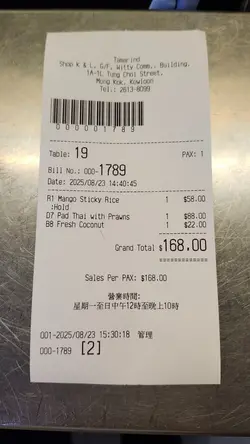 Tamarind
Shop K & L, G/F, Witty Comm.. Building,
1A-1L Tung Choi Street,
Mong Kok, Kowloon
Tel.: 2613-8099
000001789
Table: 19 PAX: 1
Bill No.: 000-1789
Date: 2025/08/23 14:40:45
R1 Mango Sticky Rice 1 $58.00
:Hold
D7 Pad Thai with Prawns 1 $88.00
B8 Fresh Coconut 1 $22.00
Grand Total $168.00
Sales Per PAX: $168.00
營業時間:
星期一至日中午12時至晚上10時
001-2025/08/23 15:30:18 管理
000-1789 [2]